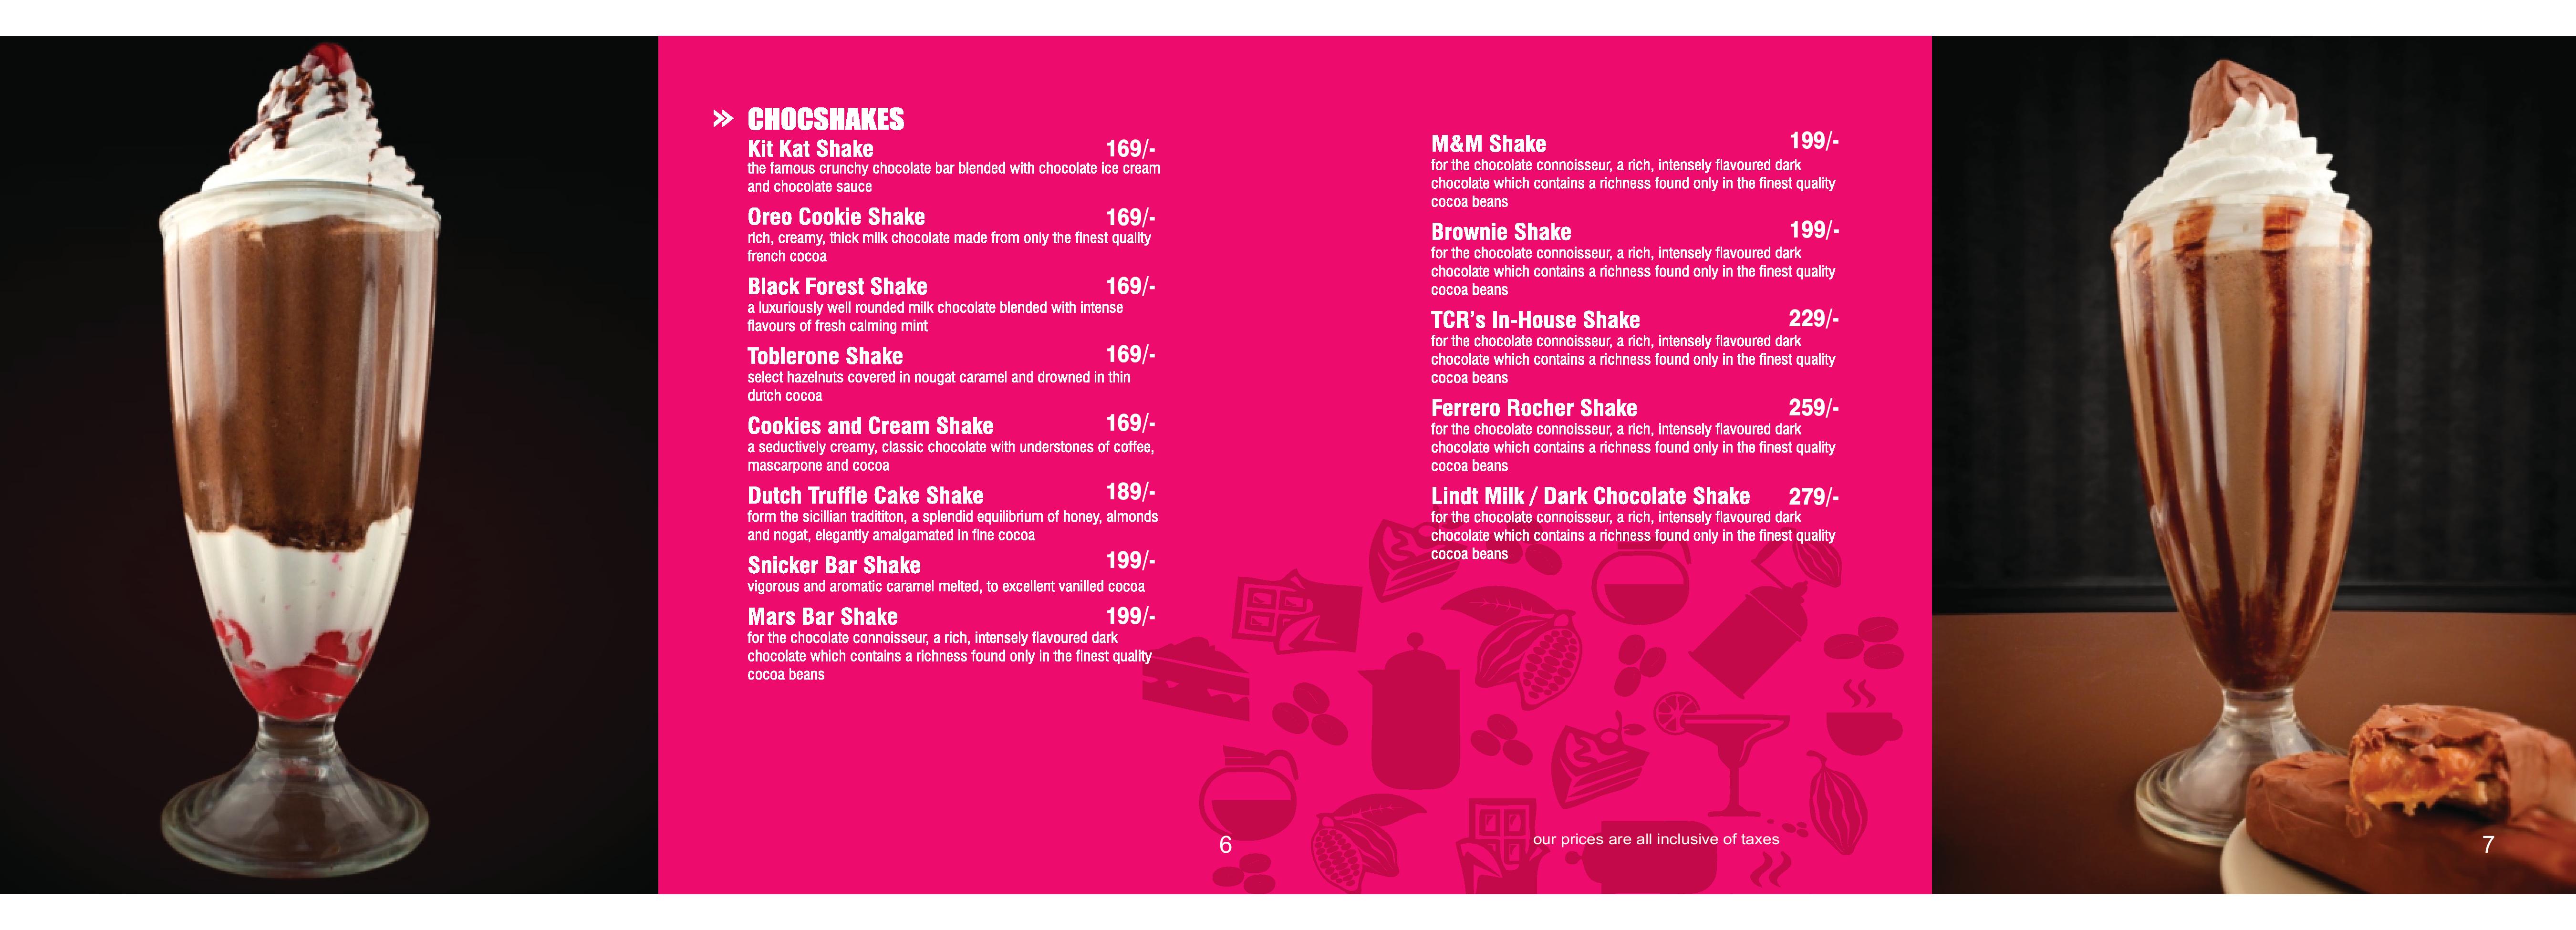 » CHOCSHAKES
Kit Kat Shake 169/-
the famous crunchy chocolate bar blended with chocolate ice cream
and chocolate sauce
Oreo Cookie Shake 169/-
rich, creamy, thick milk chocolate made from only the finest quality
french cocoa
Black Forest Shake 169/-
a luxuriously well rounded milk chocolate blended with intense
flavours of fresh calming mint
Toblerone Shake 169/-
select hazelnuts covered in nougat caramel and drowned in thin
dutch cocoa
Cookies and Cream Shake 169/-
a seductively creamy, classic chocolate with understones of coffee,
mascarpone and cocoa
Dutch Truffle Cake Shake 189/-
form the sicillian tradititon, a splendid equilibrium of honey, almonds
and nogat, elegantly amalgamated in fine cocoa
Snicker Bar Shake 199/-
vigorous and aromatic caramel melted, to excellent vanilled cocoa
Mars Bar Shake 199/-
for the chocolate connoisseur, a rich, intensely flavoured dark
chocolate which contains a richness found only in the finest quality
cocoa beans
6
M&M Shake 199/-
for the chocolate connoisseur, a rich, intensely flavoured dark
chocolate which contains a richness found only in the finest quality
cocoa beans
Brownie Shake 199/-
for the chocolate connoisseur, a rich, intensely flavoured dark
chocolate which contains a richness found only in the finest quality
cocoa beans
TCR's In-House Shake 229/-
for the chocolate connoisseur, a rich, intensely flavoured dark
chocolate which contains a richness found only in the finest quality
cocoa beans
Ferrero Rocher Shake 259/-
for the chocolate connoisseur, a rich, intensely flavoured dark
chocolate which contains a richness found only in the finest quality
cocoa beans
Lindt Milk / Dark Chocolate Shake 279/-
for the chocolate connoisseur, a rich, intensely flavoured dark
chocolate which contains a richness found only in the finest quality
cocoa beans
our prices are all inclusive of taxes
7